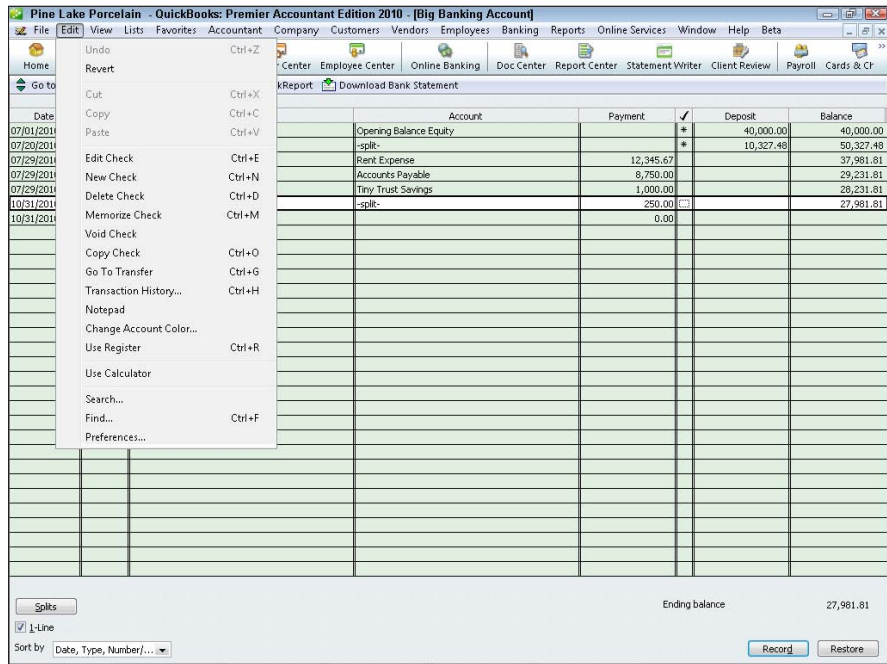 Pine Lake Porcelain - QuickBooks: Premier Accountant Edition 2010 - [Big Banking Account]
File Edit View Lists Favorites Accountant Company Customers Vendors Employees Banking Reports Online Services Window Help Beta
Home Center Employee Center Online Banking Doc Center Report Center Statement Writer Client Review Payroll Cards & Ch
Go to kReport Download Bank Statement
Date Account Payment ✓ Deposit Balance
07/01/201 Opening Balance Equity * 40,000.00 40,000.00
07/20/201 -split- * 10,327.48 50,327.48
07/29/201 Rent Expense 12,345.67 37,981.81
07/29/201 Accounts Payable 8,750.00 29,231.81
07/29/201 Tiny Trust Savings 1,000.00 28,231.81
10/31/201 -split- 250.00 27,981.81
10/31/201 0.00
Undo Ctrl+Z
Revert
Cut Ctrl+X
Copy Ctrl+C
Paste Ctrl+V
Edit Check Ctrl+E
New Check Ctrl+N
Delete Check Ctrl+D
Memorize Check Ctrl+M
Void Check
Copy Check Ctrl+O
Go To Transfer Ctrl+G
Transaction History... Ctrl+H
Notepad
Change Account Color...
Use Register Ctrl+R
Use Calculator
Search...
Find... Ctrl+F
Preferences...
Splits Ending balance 27,981.81
1-Line
Sort by Date, Type, Number/... Record Restore